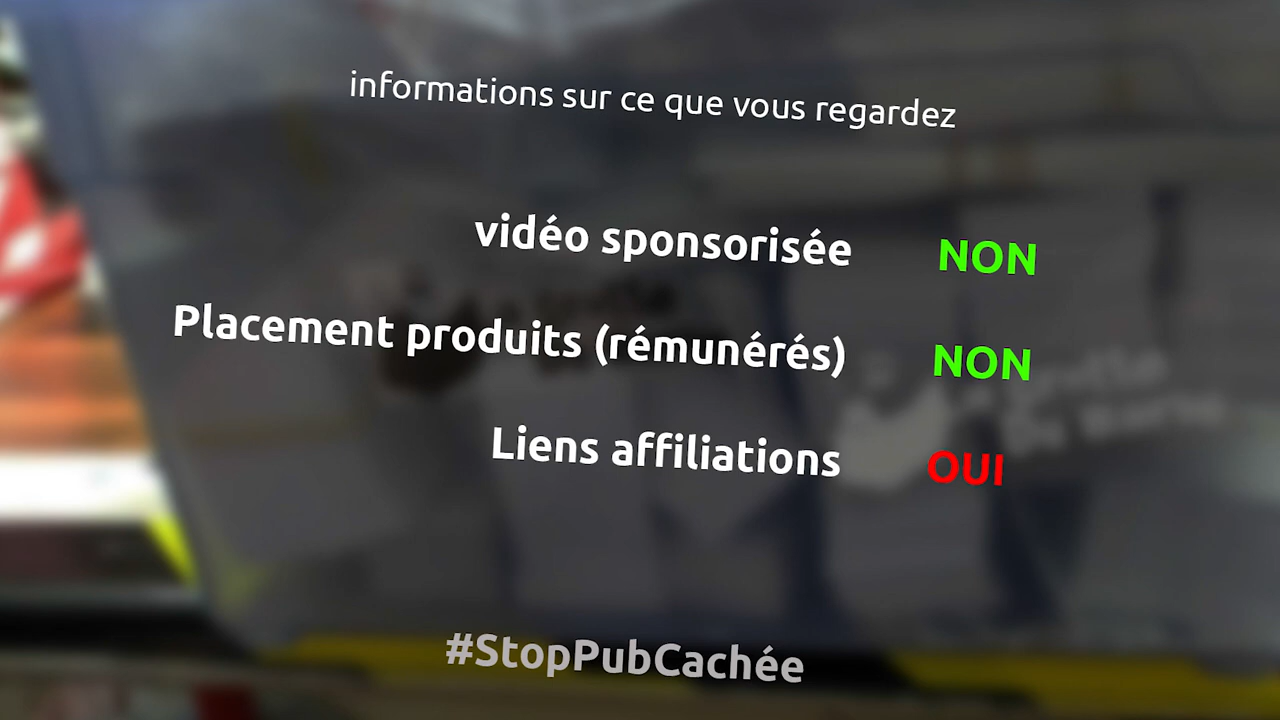 informations sur ce que vous regardez
vidéo sponsorisée NON
Placement produits (rémunérés) NON
Liens affiliations OUI
#StopPubCachée